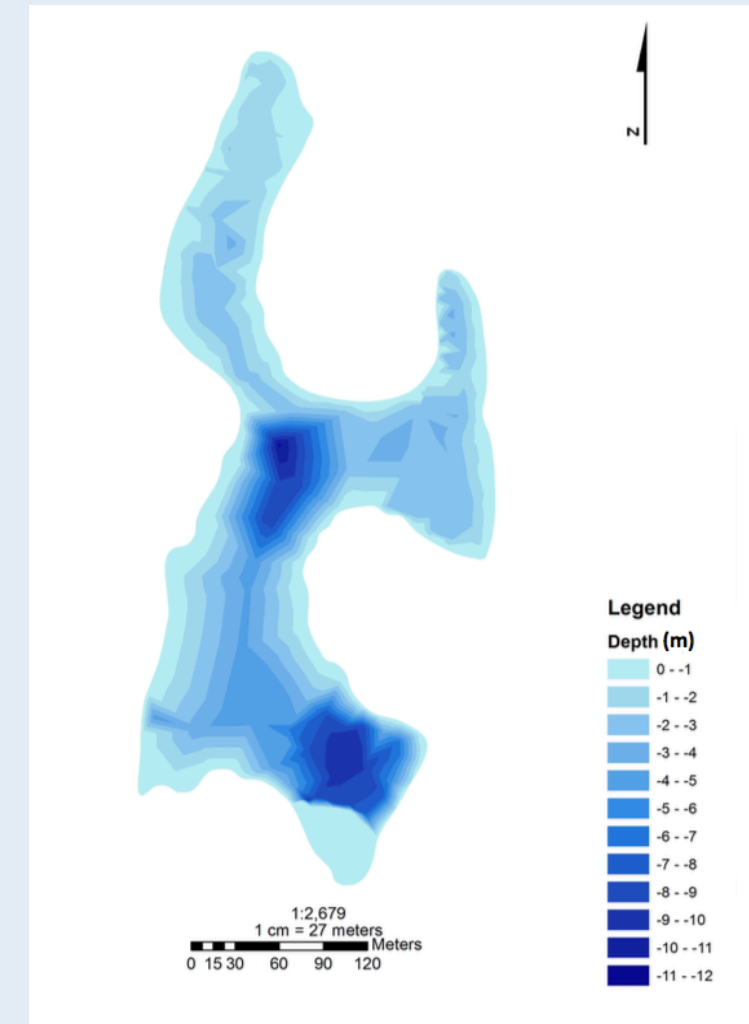 N
Legend
Depth (m)
0 - -1
-1 - -2
-2 - -3
-3 - -4
-4 - -5
-5 - -6
-6 - -7
-7 - -8
-8 - -9
-9 - -10
-10 - -11
-11 - -12
1:2,679
1 cm = 27 meters
Meters
0 15 30 60 90 120